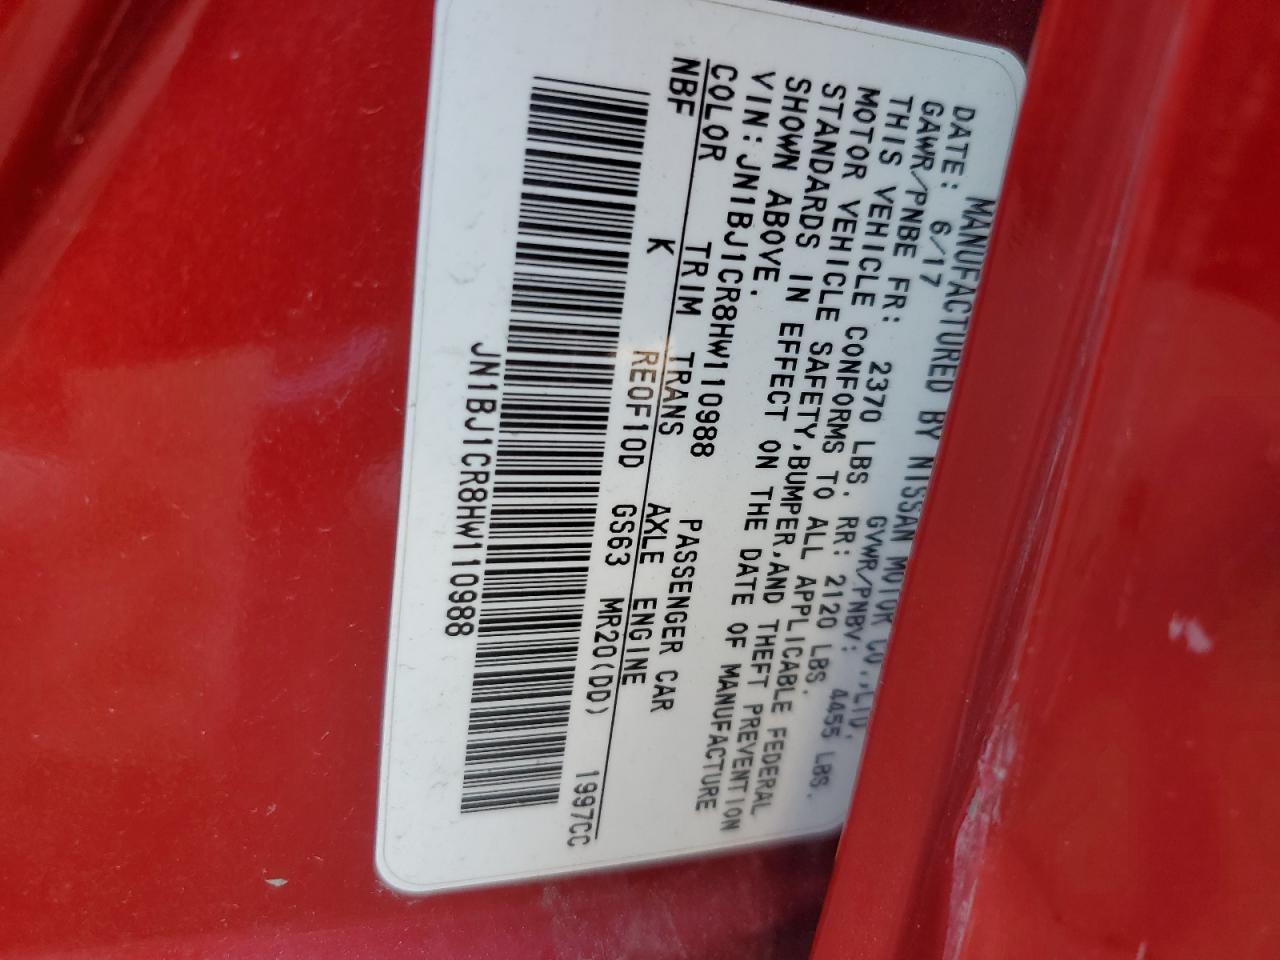 MANUFACTURED BY NISSAN MOTOR CO.,LTD.
DATE: 6/17 GVWR/PNBV: 4455 LBS.
GAWR/PNBE FR: 2370 LBS. RR: 2120 LBS.
THIS VEHICLE CONFORMS TO ALL APPLICABLE FEDERAL
MOTOR VEHICLE SAFETY,BUMPER,AND THEFT PREVENTION
STANDARDS IN EFFECT ON THE DATE OF MANUFACTURE
SHOWN ABOVE.
VIN:JN1BJ1CR8HW110988 PASSENGER CAR
COLOR TRIM TRANS AXLE ENGINE
NBF K RE0F10D GS63 MR20(DD) 1997CC
JN1BJ1CR8HW110988